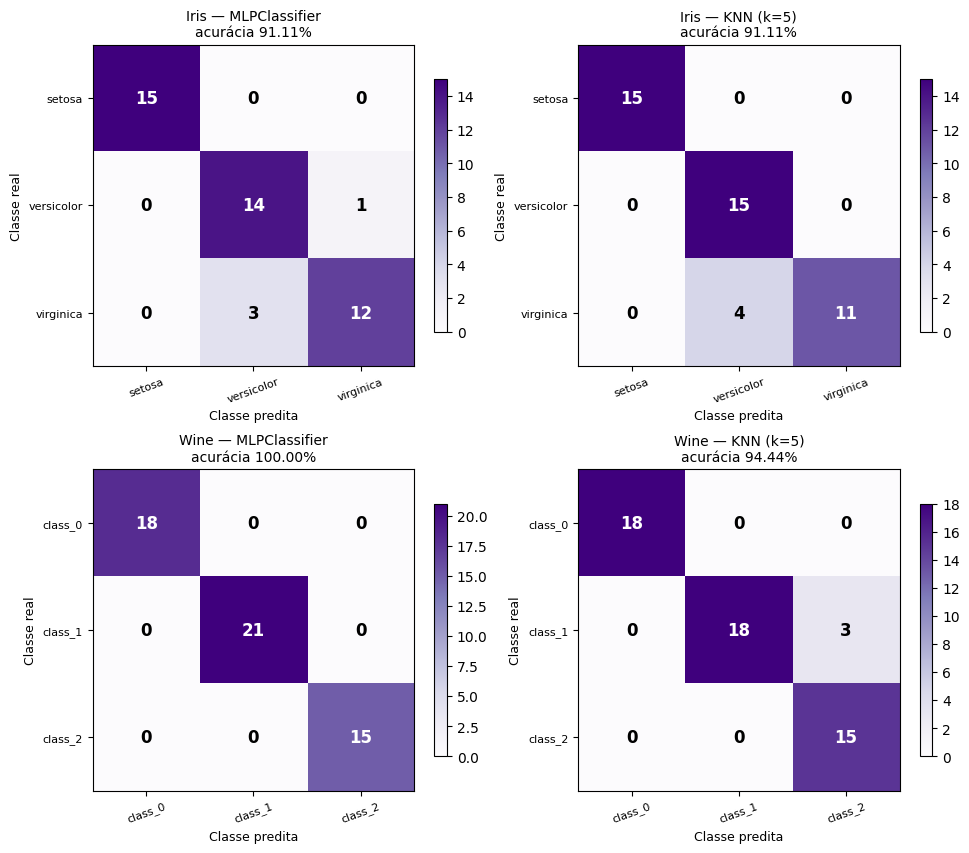 Iris — MLPClassifier
acurácia 91.11%
setosa
15 0 0
versicolor
0 14 1
virginica
0 3 12
Classe real
setosa versicolor virginica
Classe predita
14
12
10
8
6
4
2
0
Iris — KNN (k=5)
acurácia 91.11%
setosa
15 0 0
versicolor
0 15 0
virginica
0 4 11
Classe real
setosa versicolor virginica
Classe predita
14
12
10
8
6
4
2
0
Wine — MLPClassifier
acurácia 100.00%
class_0
18 0 0
class_1
0 21 0
class_2
0 0 15
Classe real
class_0 class_1 class_2
Classe predita
20.0
17.5
15.0
12.5
10.0
7.5
5.0
2.5
0.0
Wine — KNN (k=5)
acurácia 94.44%
class_0
18 0 0
class_1
0 18 3
class_2
0 0 15
Classe real
class_0 class_1 class_2
Classe predita
18
16
14
12
10
8
6
4
2
0